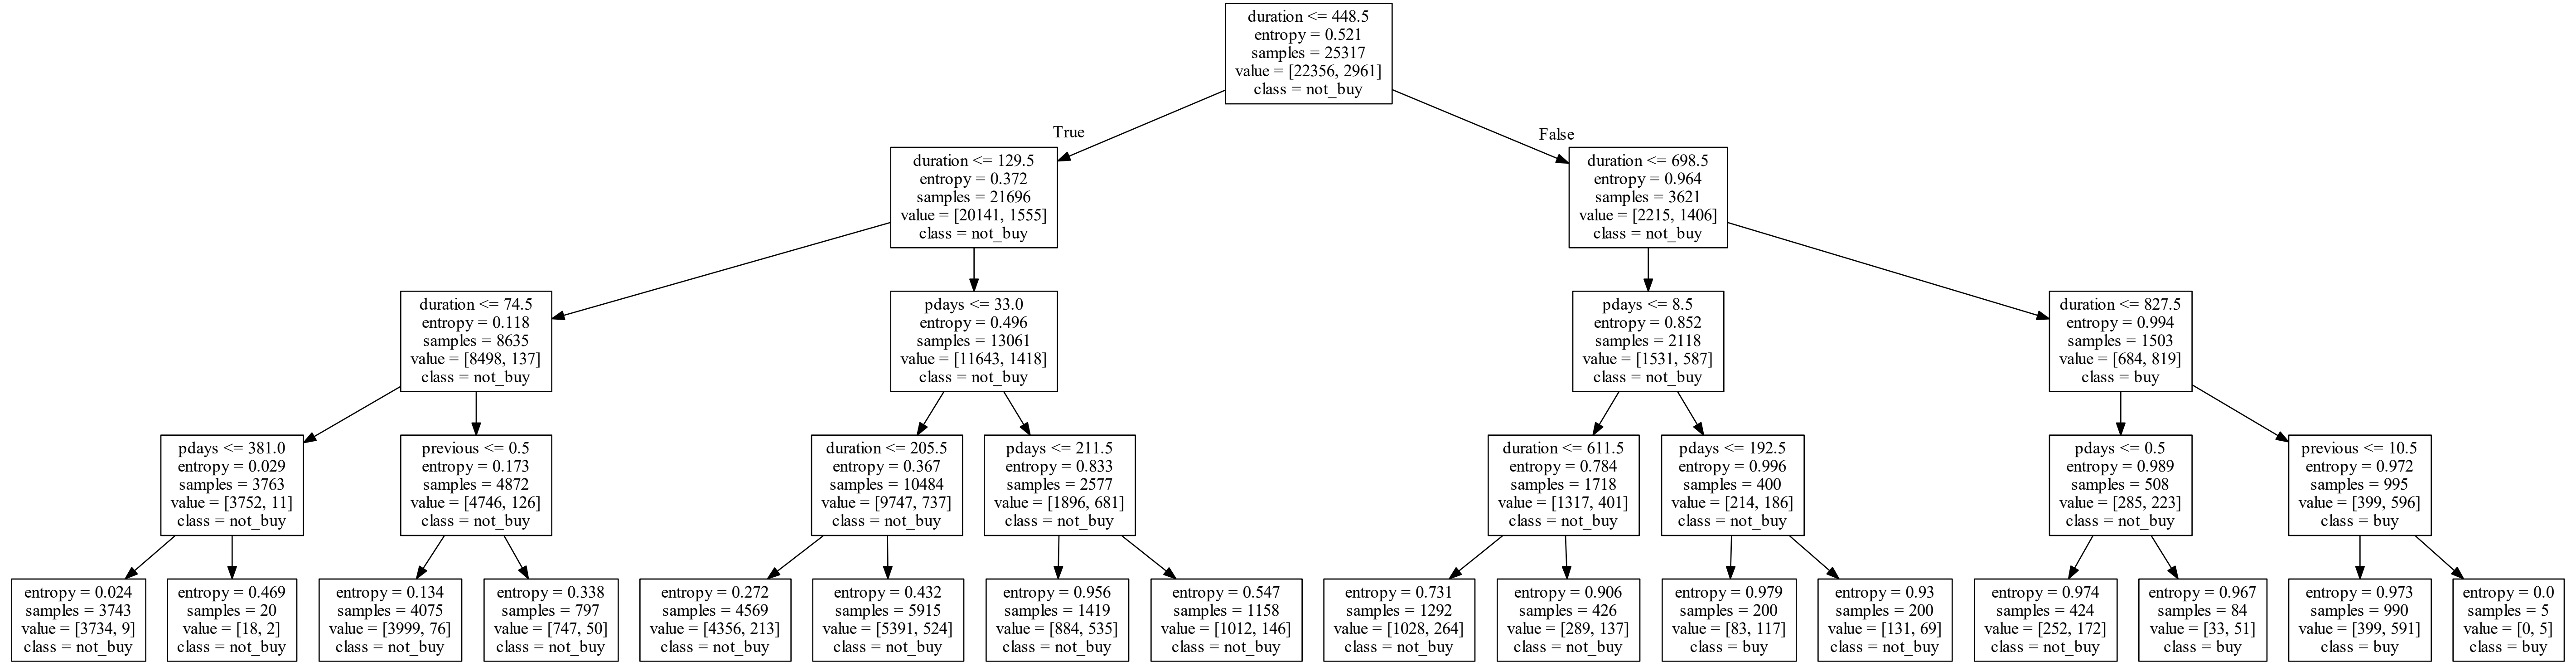 duration <= 448.5
entropy = 0.521
samples = 25317
value = [22356, 2961]
class = not_buy
True
False
duration <= 129.5
entropy = 0.372
samples = 21696
value = [20141, 1555]
class = not_buy
duration <= 698.5
entropy = 0.964
samples = 3621
value = [2215, 1406]
class = not_buy
duration <= 74.5
entropy = 0.118
samples = 8635
value = [8498, 137]
class = not_buy
pdays <= 33.0
entropy = 0.496
samples = 13061
value = [11643, 1418]
class = not_buy
pdays <= 8.5
entropy = 0.852
samples = 2118
value = [1531, 587]
class = not_buy
duration <= 827.5
entropy = 0.994
samples = 1503
value = [684, 819]
class = buy
pdays <= 381.0
entropy = 0.029
samples = 3763
value = [3752, 11]
class = not_buy
previous <= 0.5
entropy = 0.173
samples = 4872
value = [4746, 126]
class = not_buy
duration <= 205.5
entropy = 0.367
samples = 10484
value = [9747, 737]
class = not_buy
pdays <= 211.5
entropy = 0.833
samples = 2577
value = [1896, 681]
class = not_buy
duration <= 611.5
entropy = 0.784
samples = 1718
value = [1317, 401]
class = not_buy
pdays <= 192.5
entropy = 0.996
samples = 400
value = [214, 186]
class = not_buy
pdays <= 0.5
entropy = 0.989
samples = 508
value = [285, 223]
class = not_buy
previous <= 10.5
entropy = 0.972
samples = 995
value = [399, 596]
class = buy
entropy = 0.024
samples = 3743
value = [3734, 9]
class = not_buy
entropy = 0.469
samples = 20
value = [18, 2]
class = not_buy
entropy = 0.134
samples = 4075
value = [3999, 76]
class = not_buy
entropy = 0.338
samples = 797
value = [747, 50]
class = not_buy
entropy = 0.272
samples = 4569
value = [4356, 213]
class = not_buy
entropy = 0.432
samples = 5915
value = [5391, 524]
class = not_buy
entropy = 0.956
samples = 1419
value = [884, 535]
class = not_buy
entropy = 0.547
samples = 1158
value = [1012, 146]
class = not_buy
entropy = 0.731
samples = 1292
value = [1028, 264]
class = not_buy
entropy = 0.906
samples = 426
value = [289, 137]
class = not_buy
entropy = 0.979
samples = 200
value = [83, 117]
class = buy
entropy = 0.93
samples = 200
value = [131, 69]
class = not_buy
entropy = 0.974
samples = 424
value = [252, 172]
class = not_buy
entropy = 0.967
samples = 84
value = [33, 51]
class = buy
entropy = 0.973
samples = 990
value = [399, 591]
class = buy
entropy = 0.0
samples = 5
value = [0, 5]
class = buy